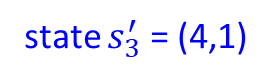 state s′₃ = (4,1)